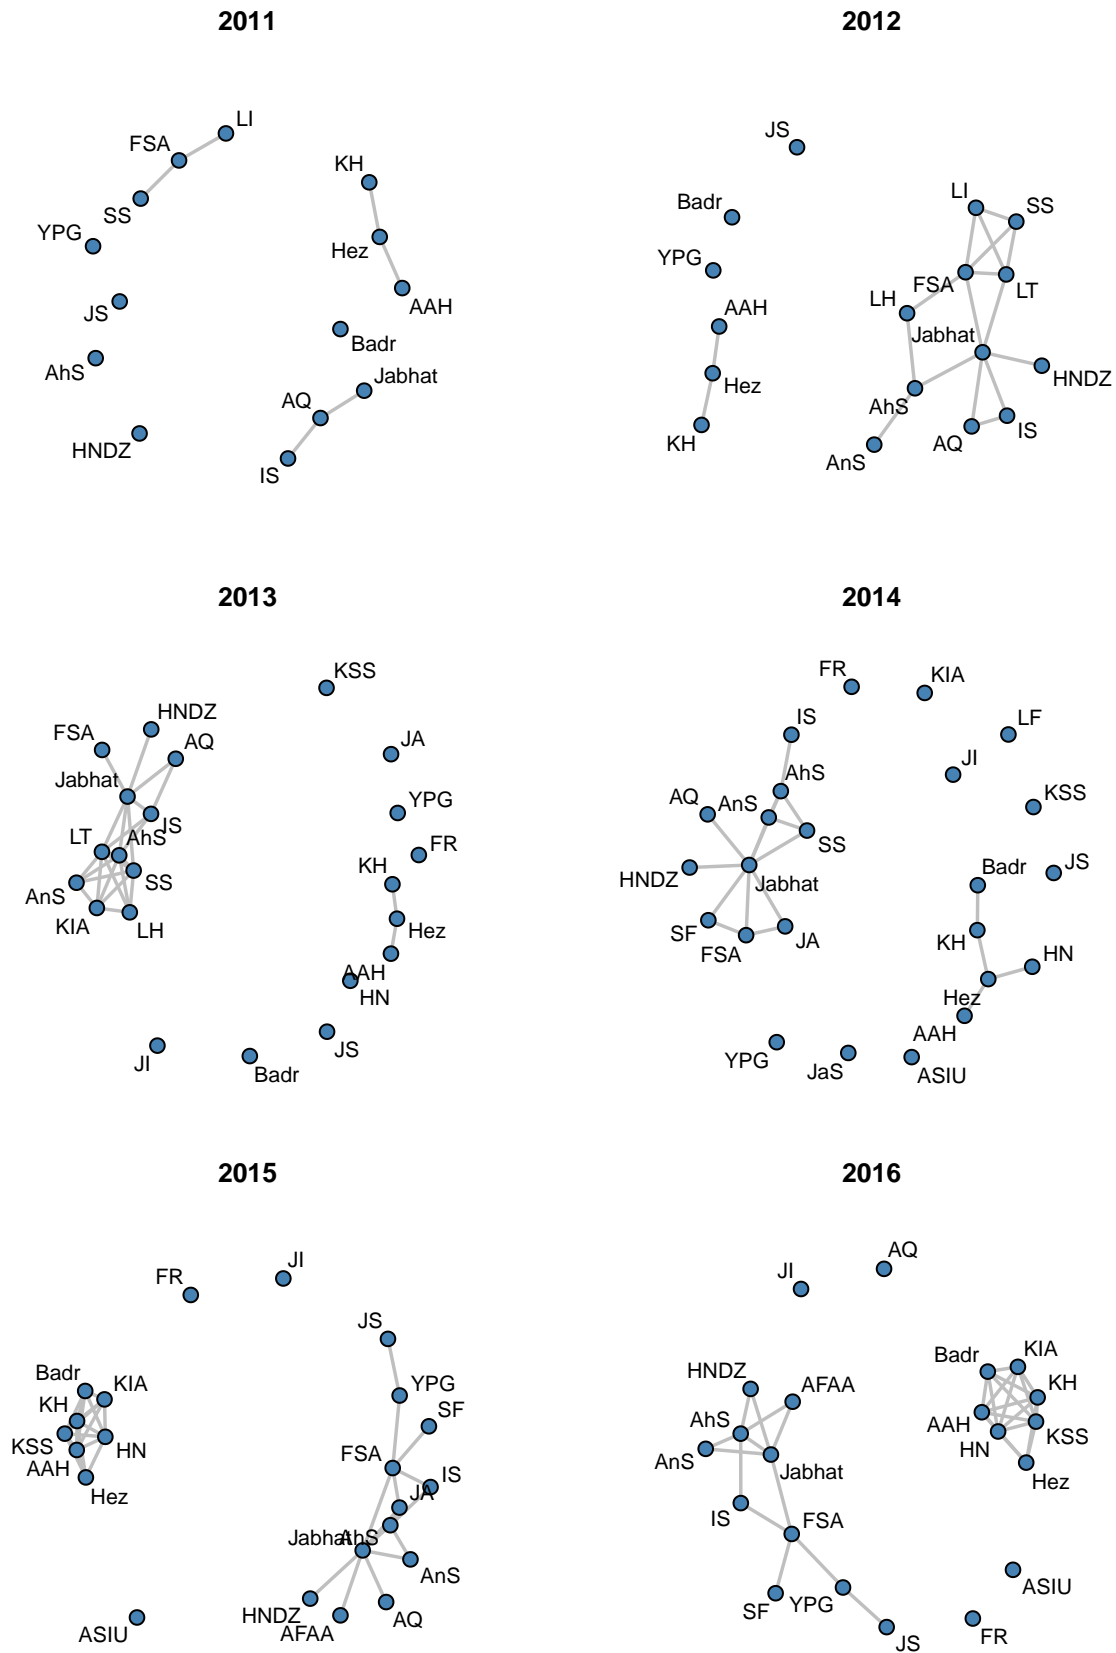 2011
LI
FSA
KH
SS
YPG
Hez
JS
AAH
Badr
AhS
Jabhat
AQ
HNDZ
IS
2012
JS
LI
Badr
SS
YPG
FSA
LT
LH
AAH
Jabhat
HNDZ
Hez
AhS
KH
AQ
IS
AnS
2013
KSS
HNDZ
FSA
AQ
JA
Jabhat
YPG
IS
LT
AhS
FR
KH
SS
AnS
KIA
LH
Hez
AAH
HN
JI
JS
Badr
2014
FR
KIA
IS
LF
JI
AhS
AQ
AnS
KSS
SS
JS
HNDZ
Jabhat
Badr
SF
JA
FSA
KH
HN
Hez
AAH
YPG
JaS
ASIU
2015
JI
FR
JS
Badr
KIA
YPG
KH
SF
KSS
HN
FSA
AAH
IS
Hez
JA
Jabhat
AhS
AnS
HNDZ
AQ
AFAA
ASIU
2016
AQ
JI
Badr
KIA
HNDZ
AFAA
KH
AhS
AAH
KSS
HN
AnS
Jabhat
Hez
IS
FSA
ASIU
SF
YPG
FR
JS